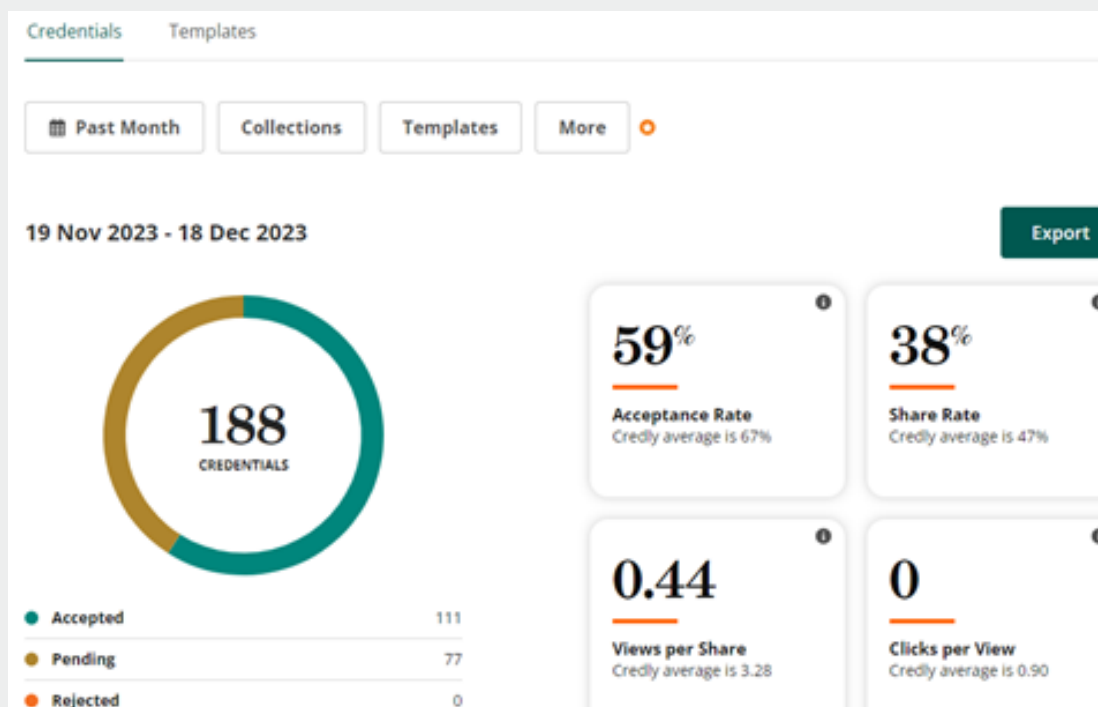 Credentials Templates
Past Month Collections Templates More
19 Nov 2023 - 18 Dec 2023
Export
188
CREDENTIALS
Accepted 111
Pending 77
Rejected 0
59%
Acceptance Rate
Credly average is 67%
38%
Share Rate
Credly average is 47%
0.44
Views per Share
Credly average is 3.28
0
Clicks per View
Credly average is 0.90